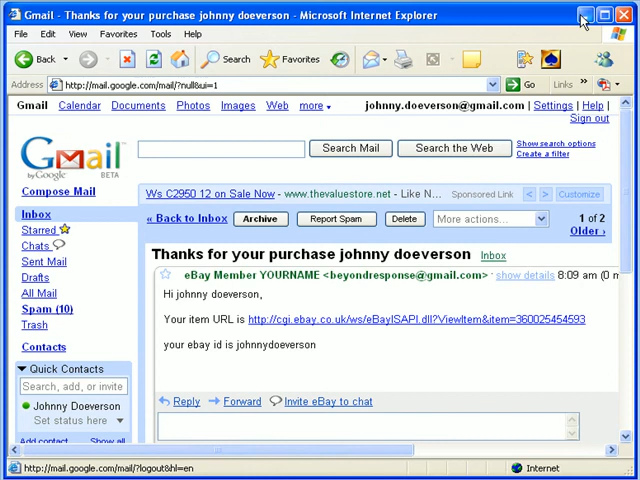 Gmail - Thanks for your purchase johnny doeverson - Microsoft Internet Explorer
File Edit View Favorites Tools Help
Back Search Favorites
Address http://mail.google.com/mail/?null&ui=1 Go Links »
Gmail Calendar Documents Photos Images Web more johnny.doeverson@gmail.com | Settings | Help |
Sign out
Gmail by Google BETA
Search Mail Search the Web Show search options
Create a filter
Compose Mail
Ws C2950 12 on Sale Now - www.thevaluestore.net - Like N... Sponsored Link < > Customize
Inbox
« Back to Inbox Archive Report Spam Delete More actions... 1 of 2
Older ›
Starred
Chats
Sent Mail
Drafts
All Mail
Spam (10)
Trash
Contacts
Thanks for your purchase johnny doeverson Inbox
eBay Member YOURNAME <beyondresponse@gmail.com> show details 8:09 am (0 m
Hi johnny doeverson,
Your item URL is http://cgi.ebay.co.uk/ws/eBayISAPI.dll?ViewItem&item=360025454593
your ebay id is johnnydoeverson
Reply Forward Invite eBay to chat
Quick Contacts
Search, add, or invite
Johnny Doeverson
Set status here
Add contact Show all
http://mail.google.com/mail/?logout&hl=en Internet